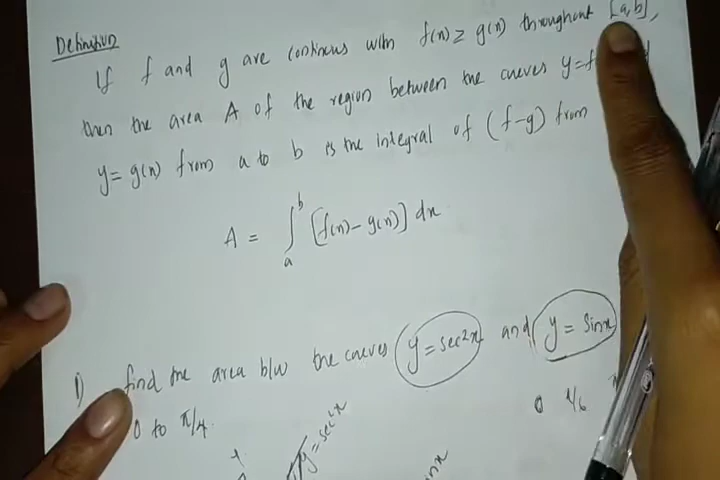 Definition
If f and g are continous with f(x) ≥ g(x) throughout [a,b],
then the area A of the region between the curves y=f
y= g(x) from a to b is the integral of (f-g) from
A = ∫ₐᵇ [f(x)- g(x)] dx
1) find the area b/w the curves y=sec²x and y = sinx
0 to π/4.
0 π/6
y=sec²x
sinx